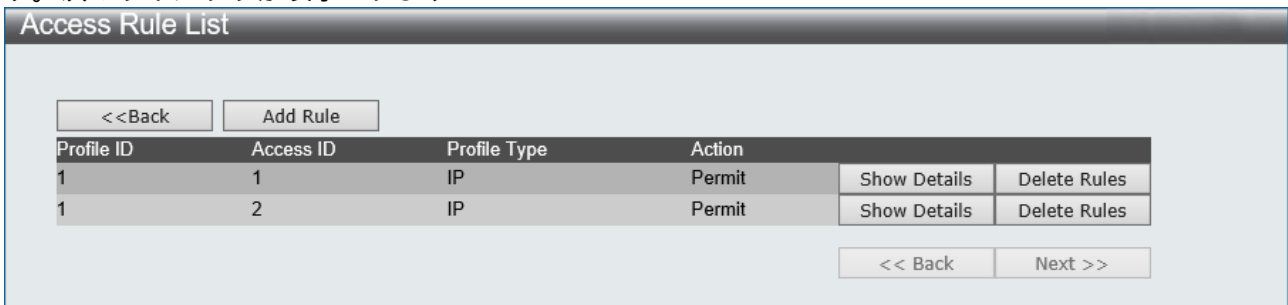 Access Rule List
<<Back Add Rule
Profile ID Access ID Profile Type Action
1 1 IP Permit Show Details Delete Rules
1 2 IP Permit Show Details Delete Rules
<< Back Next >>